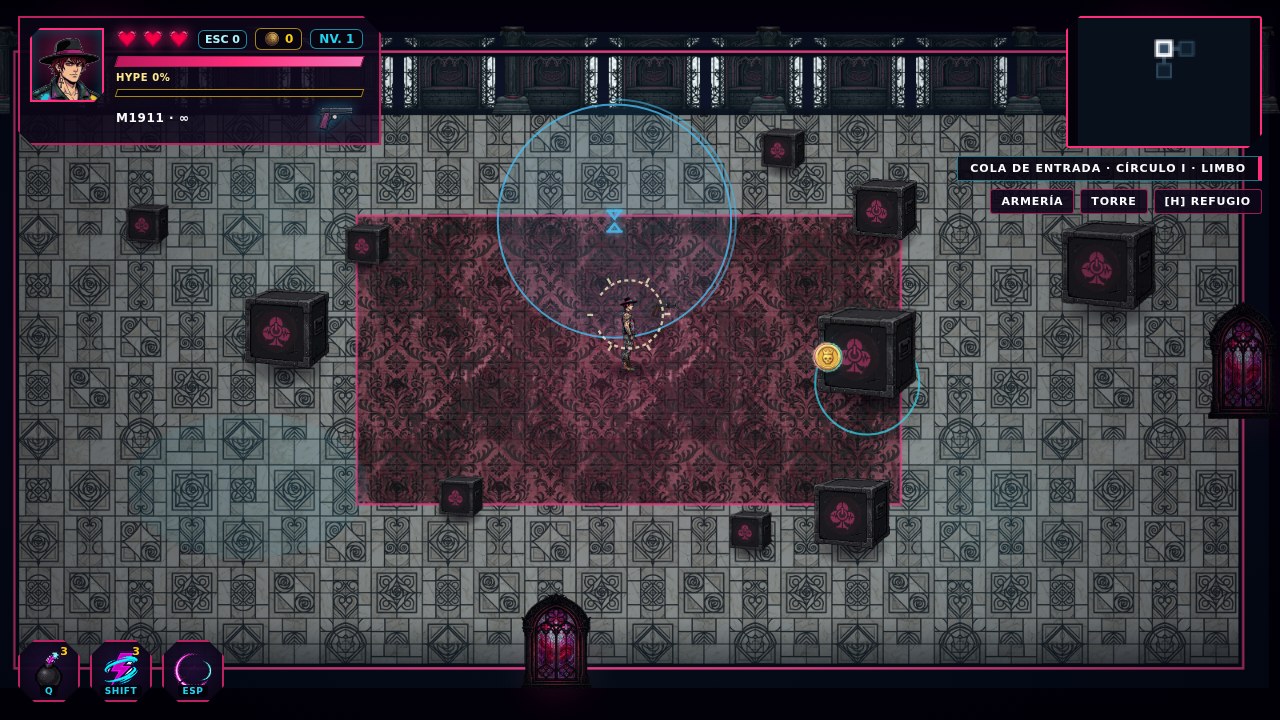 ESC 0
0
NV. 1
HYPE 0%
M1911 · ∞
COLA DE ENTRADA · CÍRCULO I · LIMBO
ARMERÍA
TORRE
[H] REFUGIO
3
Q
3
SHIFT
ESP